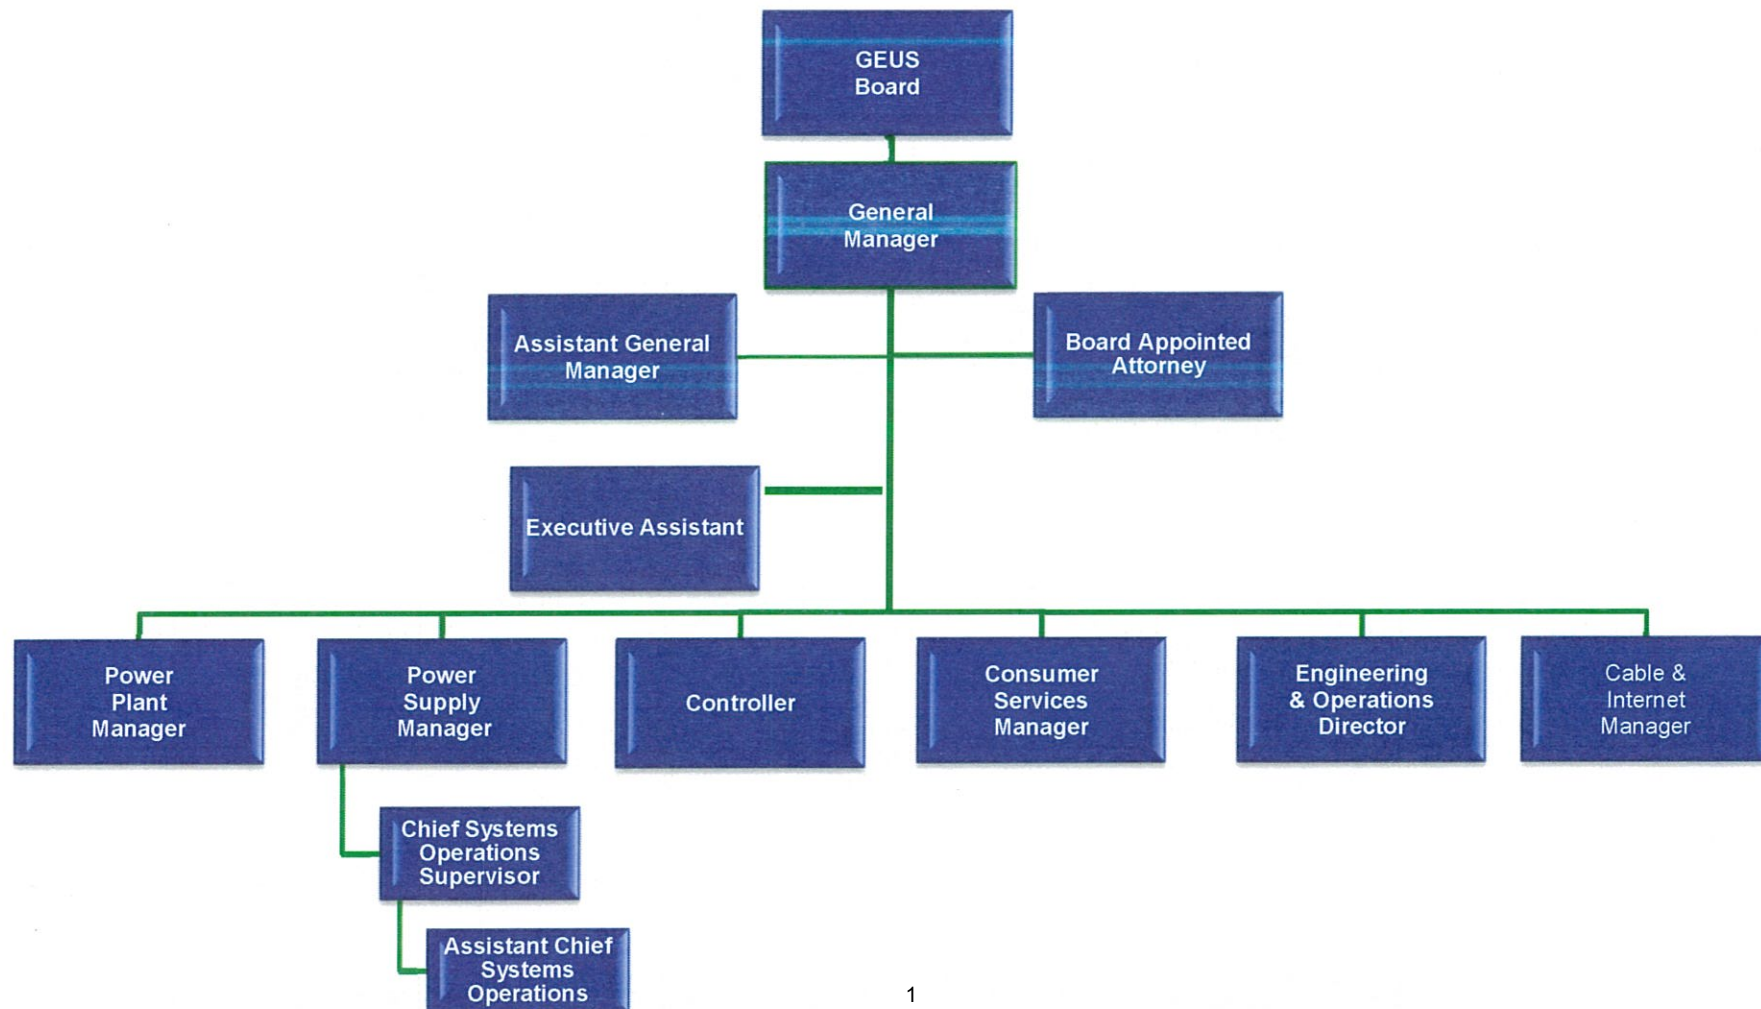 GEUS
Board
General
Manager
Assistant General
Manager
Board Appointed
Attorney
Executive Assistant
Power
Plant
Manager
Power
Supply
Manager
Controller
Consumer
Services
Manager
Engineering
& Operations
Director
Cable &
Internet
Manager
Chief Systems
Operations
Supervisor
Assistant Chief
Systems
Operations
1